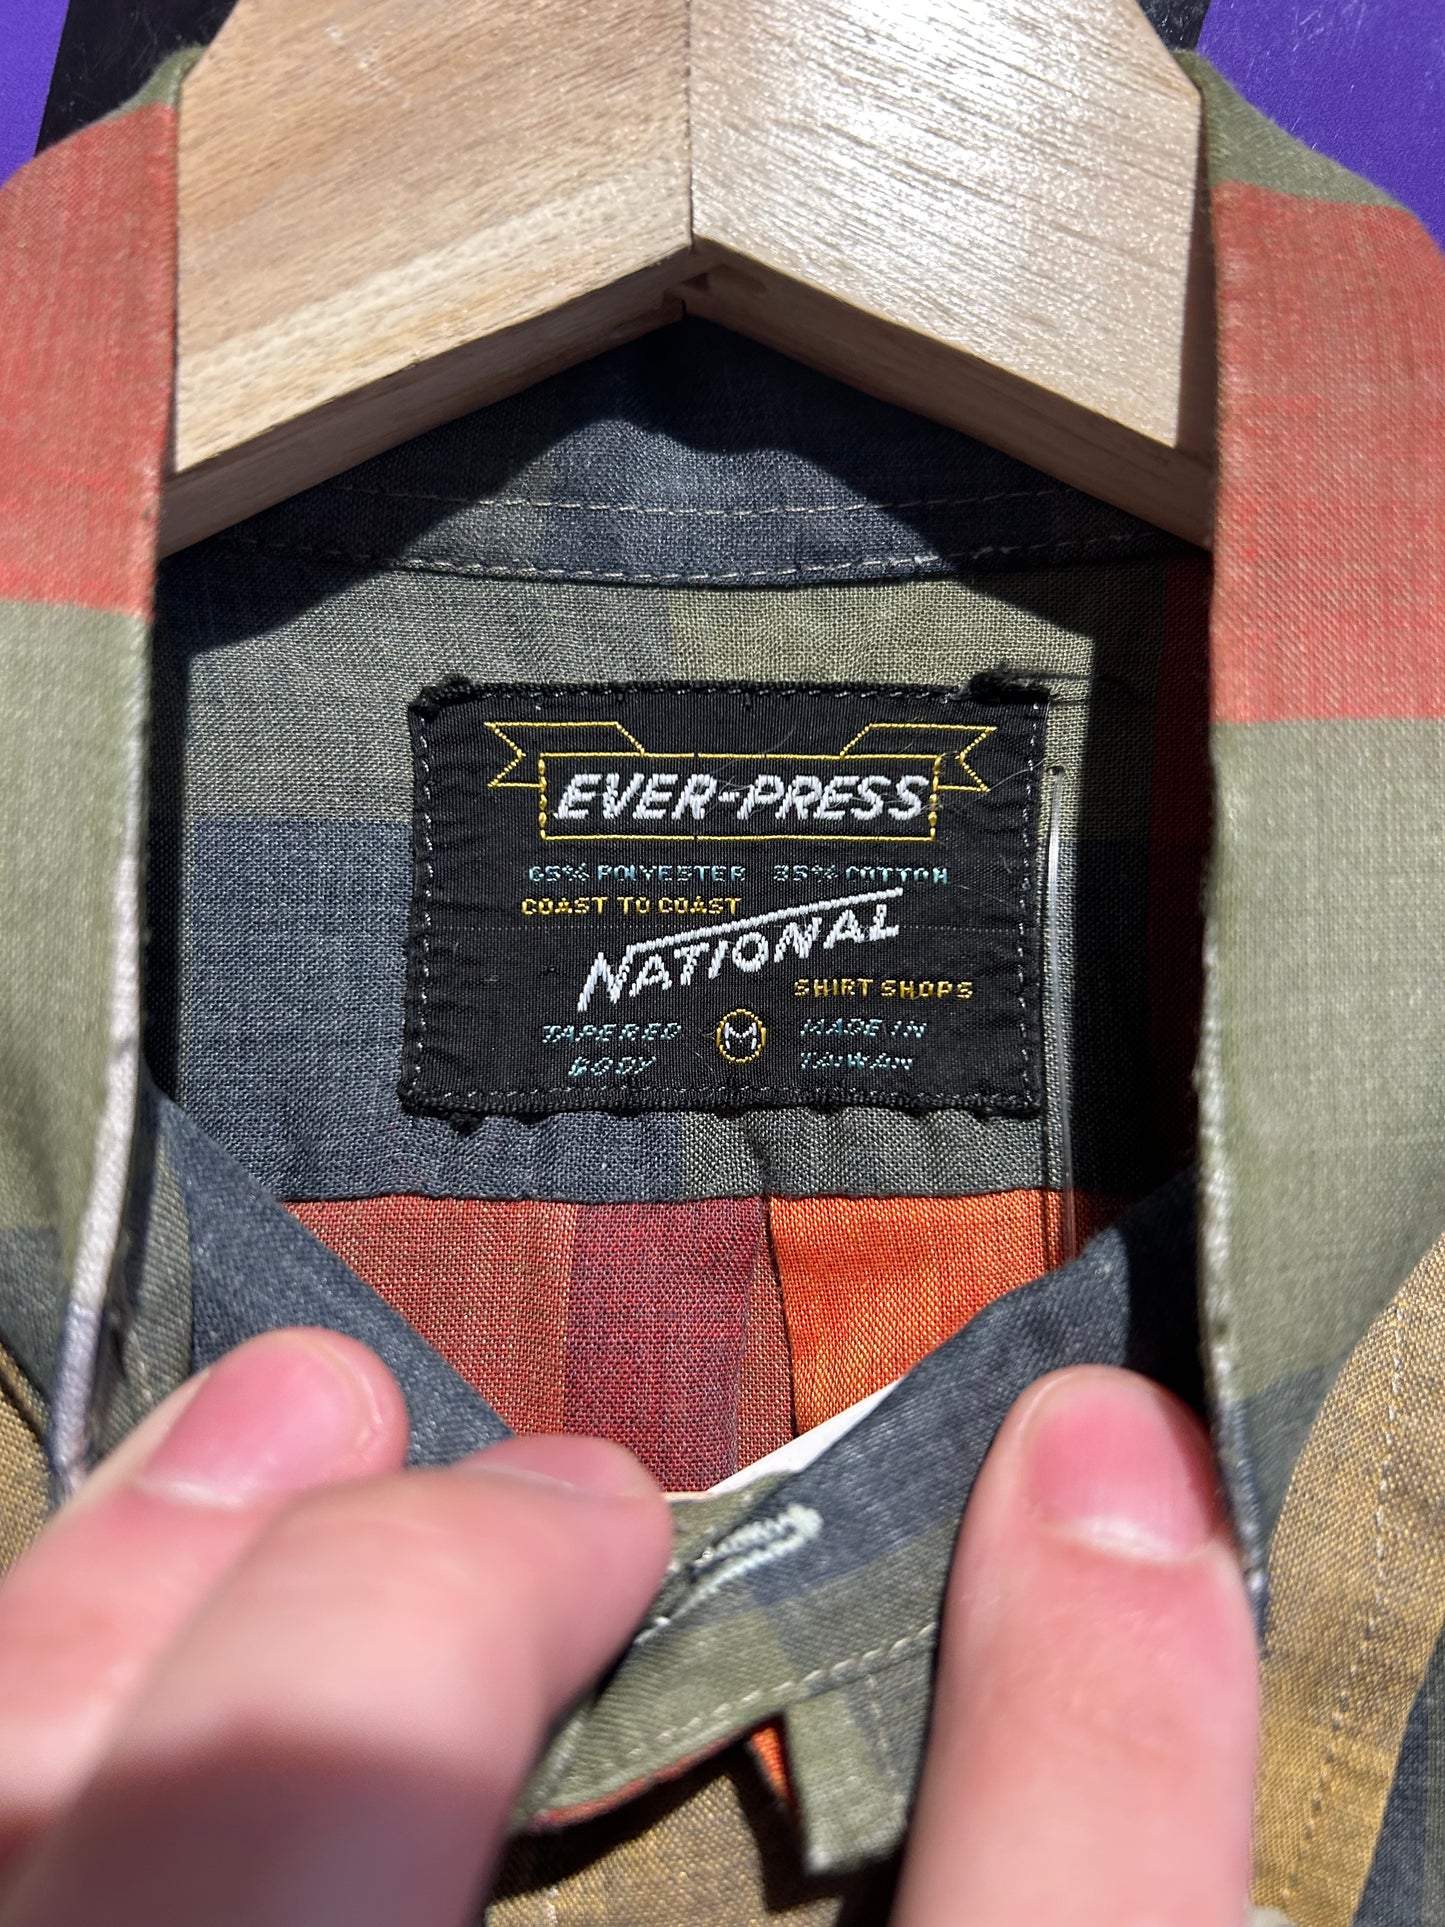 EVER-PRESS
65% POLYESTER 35% COTTON
COAST TO COAST
NATIONAL
SHIRT SHOPS
TAPERED BODY
M
MADE IN TAIWAN